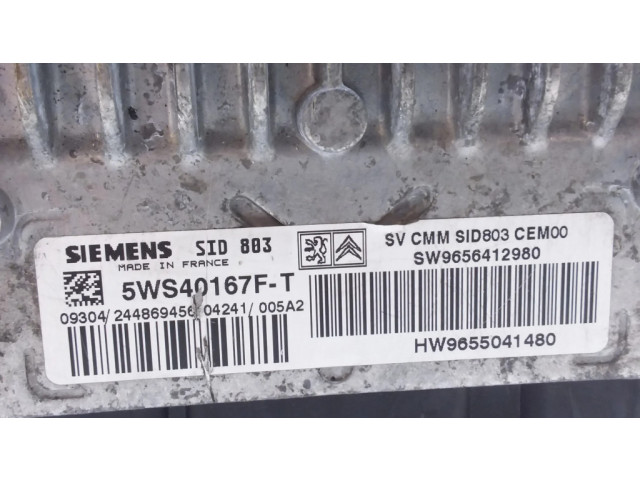 SIEMENS SID 803
MADE IN FRANCE
5WS40167F-T
09304/244869456/04241/005A2
SV CMM SID803 CEM00
SW9656412980
HW9655041480